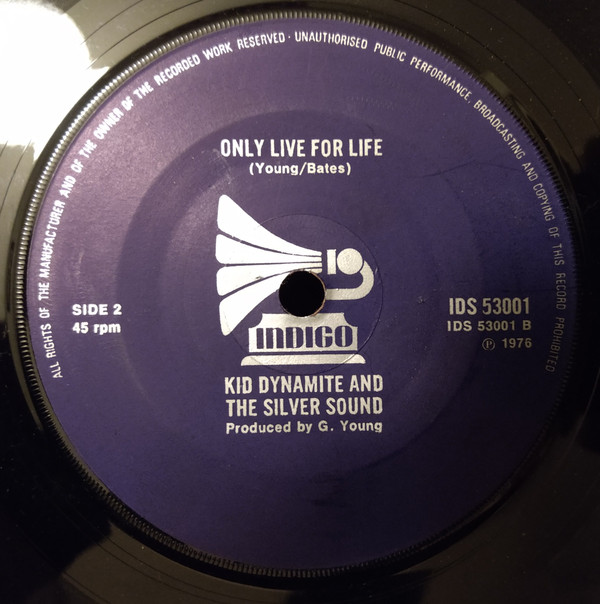 ALL RIGHTS OF THE MANUFACTURER AND OF THE OWNER OF THE RECORDED WORK RESERVED · UNAUTHORISED PUBLIC PERFORMANCE, BROADCASTING AND COPYING OF THIS RECORD PROHIBITED
ONLY LIVE FOR LIFE
(Young/Bates)
SIDE 2
45 rpm
IDS 53001
IDS 53001 B
℗ 1976
INDIGO
KID DYNAMITE AND
THE SILVER SOUND
Produced by G. Young